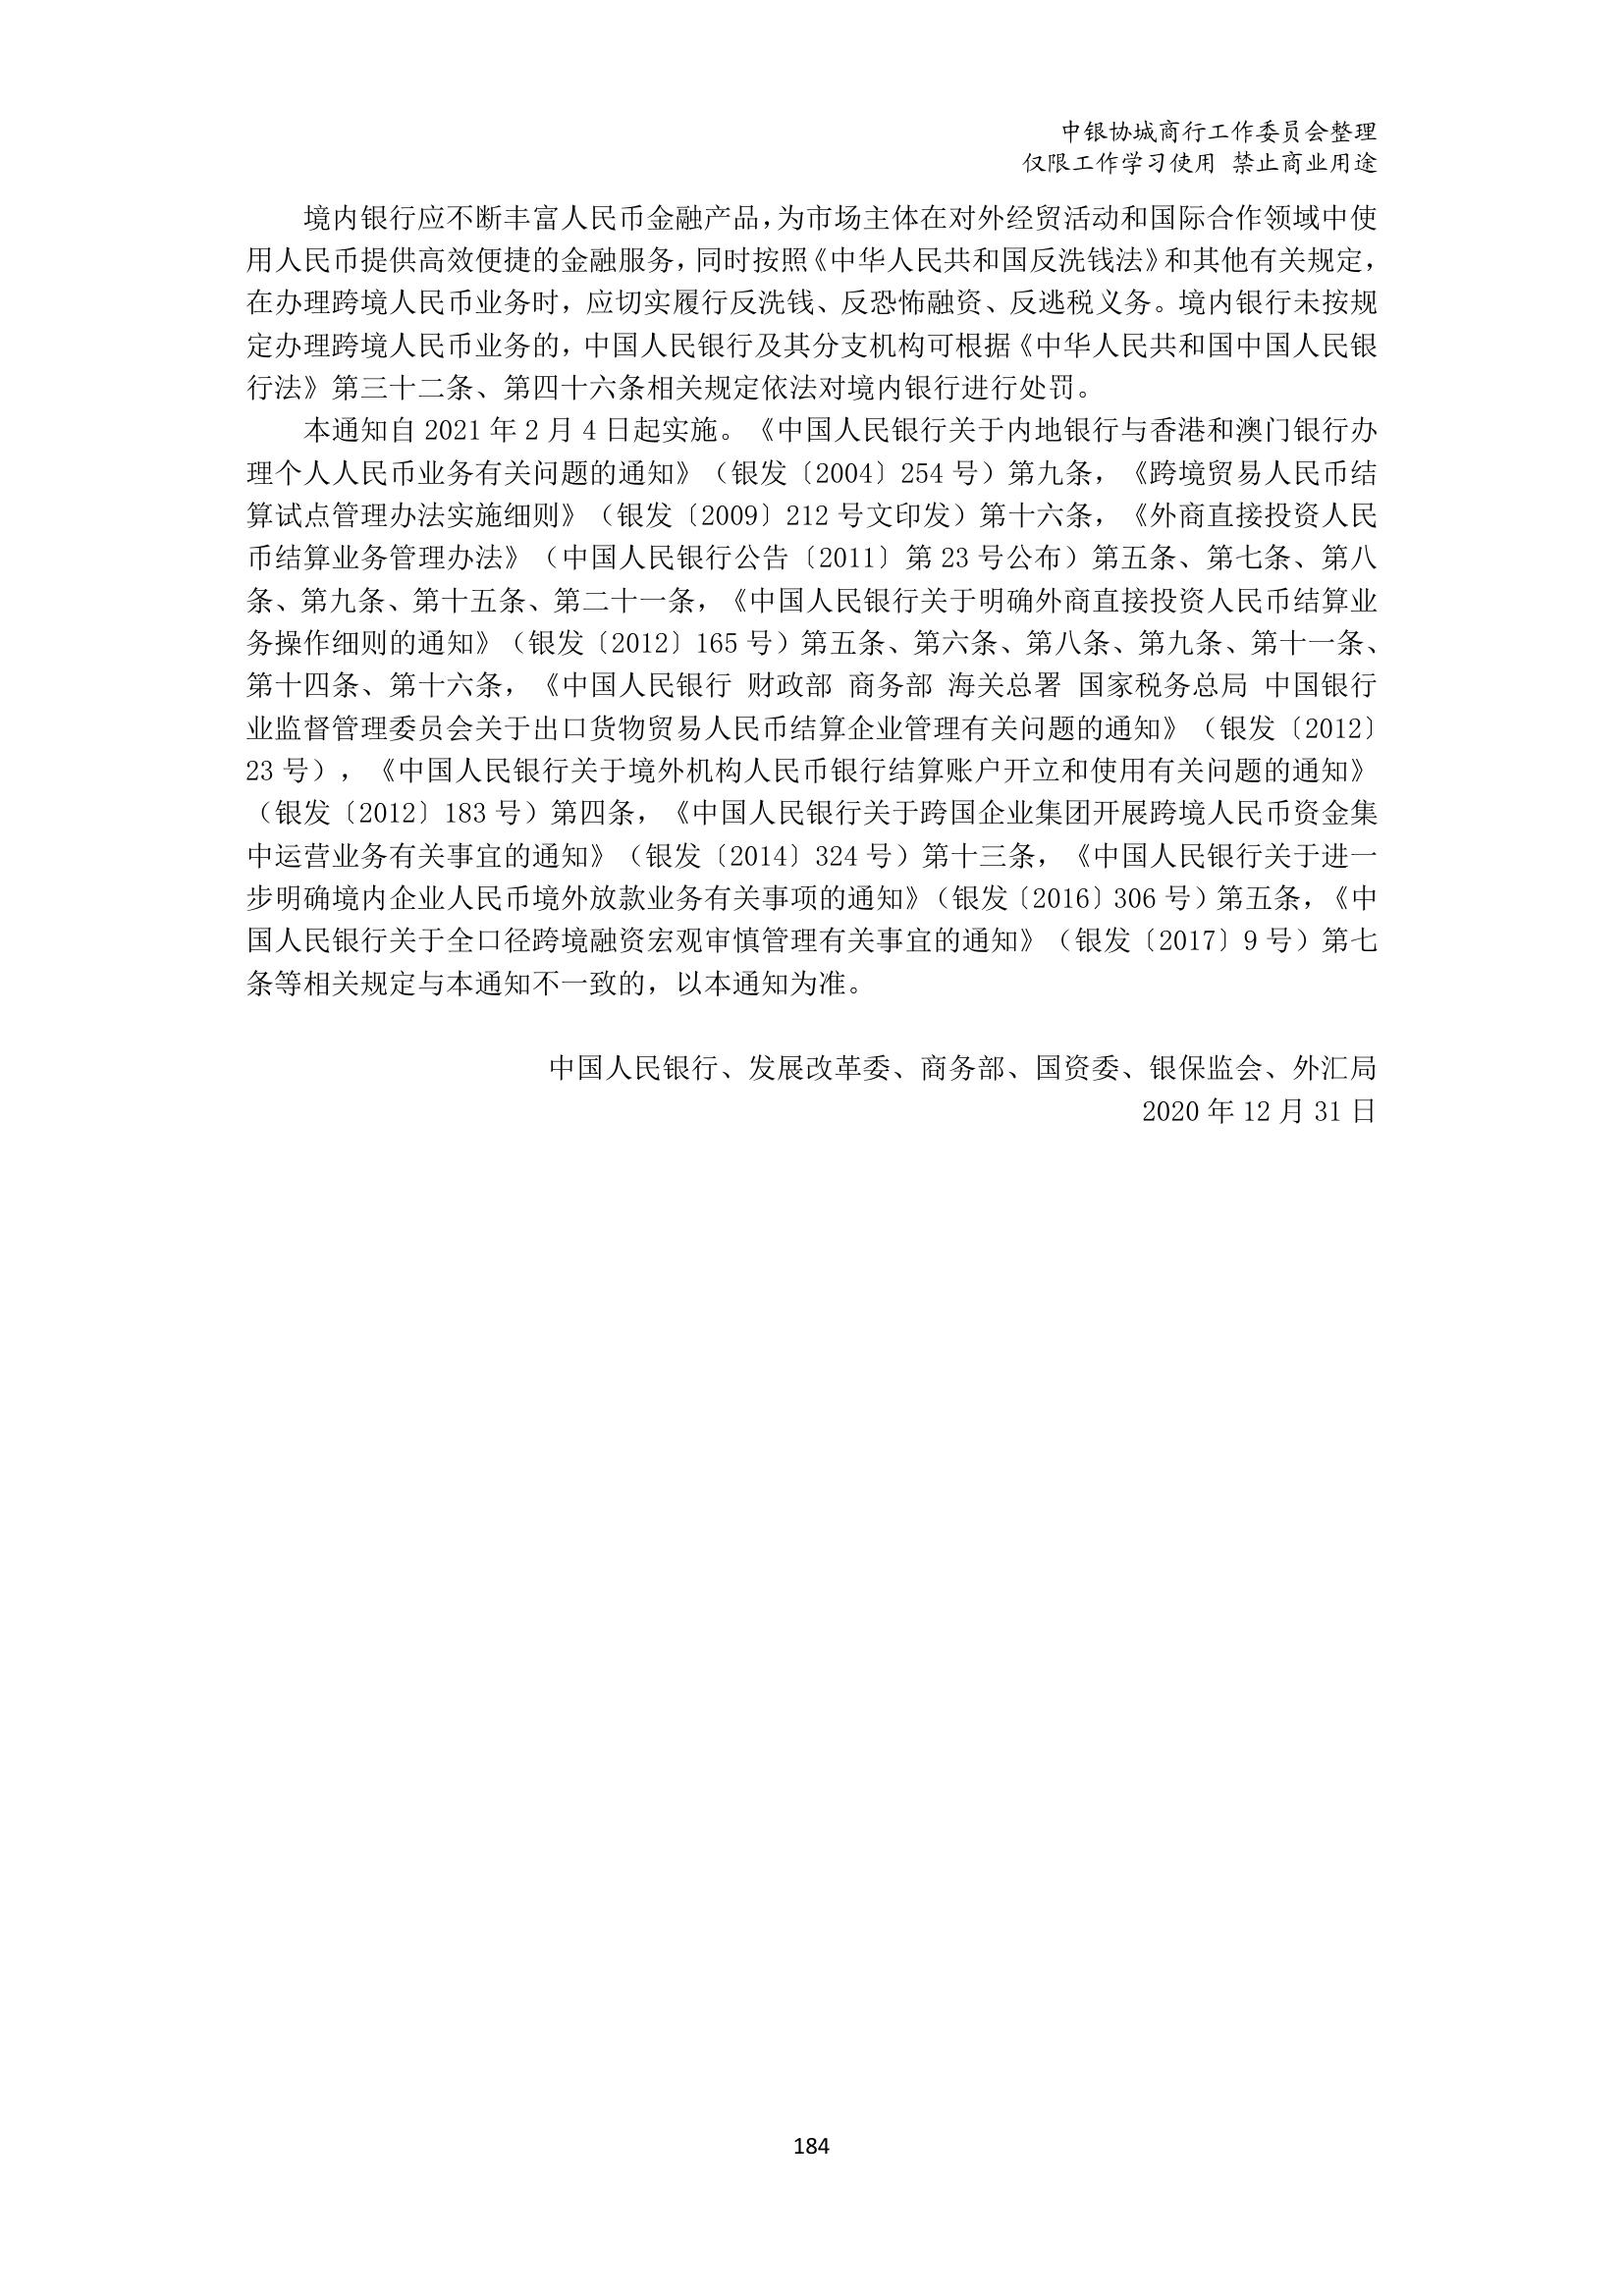 中银协城商行工作委员会整理
仅限工作学习使用 禁止商业用途
境内银行应不断丰富人民币金融产品，为市场主体在对外经贸活动和国际合作领域中使
用人民币提供高效便捷的金融服务，同时按照《中华人民共和国反洗钱法》和其他有关规定，
在办理跨境人民币业务时，应切实履行反洗钱、反恐怖融资、反逃税义务。境内银行未按规
定办理跨境人民币业务的，中国人民银行及其分支机构可根据《中华人民共和国中国人民银
行法》第三十二条、第四十六条相关规定依法对境内银行进行处罚。
本通知自 2021 年 2 月 4 日起实施。《中国人民银行关于内地银行与香港和澳门银行办
理个人人民币业务有关问题的通知》（银发〔2004〕254 号）第九条，《跨境贸易人民币结
算试点管理办法实施细则》（银发〔2009〕212 号文印发）第十六条，《外商直接投资人民
币结算业务管理办法》（中国人民银行公告〔2011〕第 23 号公布）第五条、第七条、第八
条、第九条、第十五条、第二十一条，《中国人民银行关于明确外商直接投资人民币结算业
务操作细则的通知》（银发〔2012〕165 号）第五条、第六条、第八条、第九条、第十一条、
第十四条、第十六条，《中国人民银行 财政部 商务部 海关总署 国家税务总局 中国银行
业监督管理委员会关于出口货物贸易人民币结算企业管理有关问题的通知》（银发〔2012〕
23 号），《中国人民银行关于境外机构人民币银行结算账户开立和使用有关问题的通知》
（银发〔2012〕183 号）第四条，《中国人民银行关于跨国企业集团开展跨境人民币资金集
中运营业务有关事宜的通知》（银发〔2014〕324 号）第十三条，《中国人民银行关于进一
步明确境内企业人民币境外放款业务有关事项的通知》（银发〔2016〕306 号）第五条，《中
国人民银行关于全口径跨境融资宏观审慎管理有关事宜的通知》（银发〔2017〕9 号）第七
条等相关规定与本通知不一致的，以本通知为准。
中国人民银行、发展改革委、商务部、国资委、银保监会、外汇局
2020 年 12 月 31 日
184